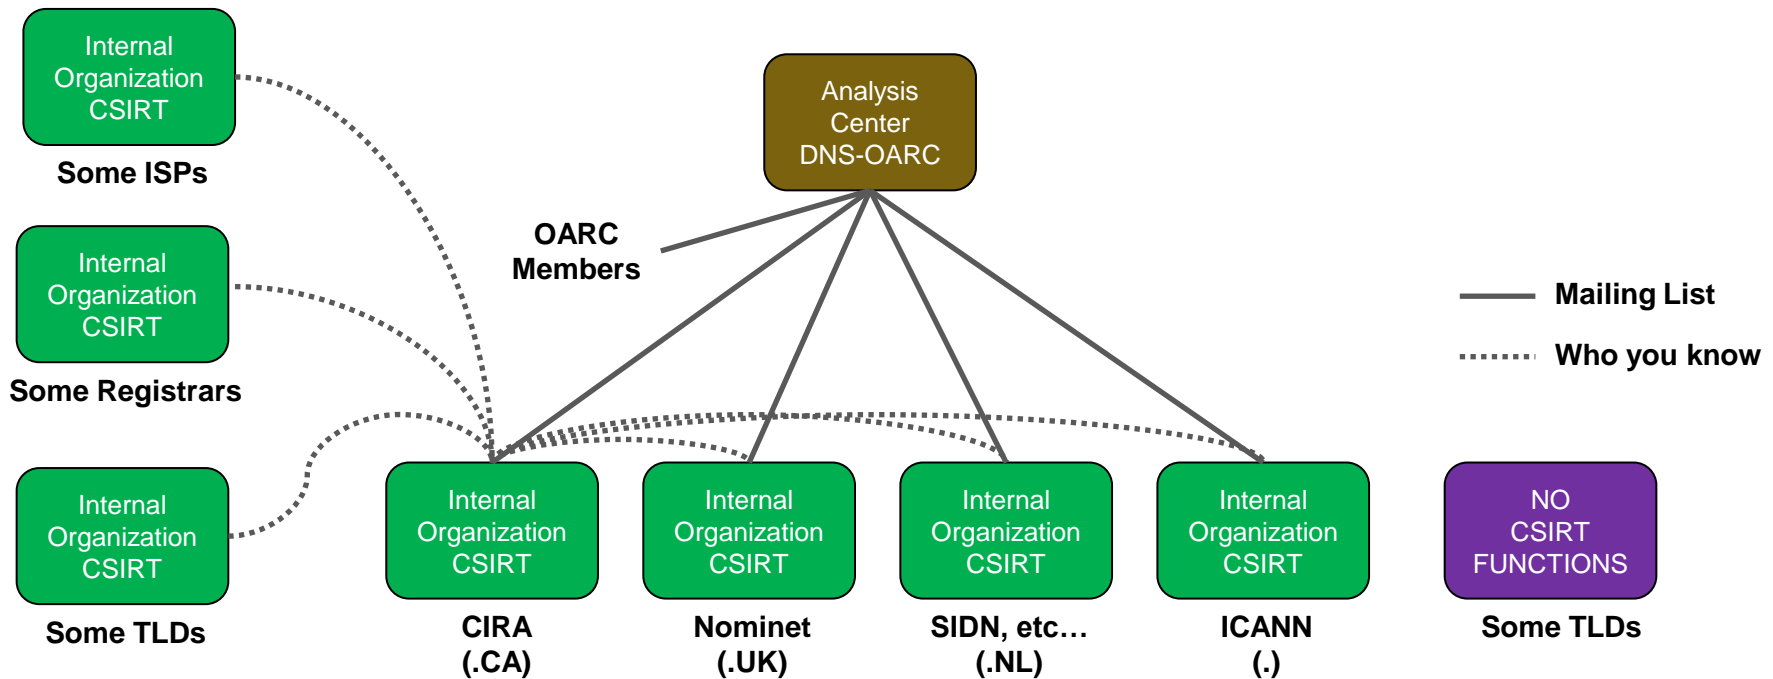 Internal
Organization
CSIRT
Some ISPs
Analysis
Center
DNS-OARC
OARC
Members
Internal
Organization
CSIRT
Some Registrars
Mailing List
Who you know
Internal
Organization
CSIRT
Some TLDs
Internal
Organization
CSIRT
CIRA
(.CA)
Internal
Organization
CSIRT
Nominet
(.UK)
Internal
Organization
CSIRT
SIDN, etc…
(.NL)
Internal
Organization
CSIRT
ICANN
(.)
NO
CSIRT
FUNCTIONS
Some TLDs